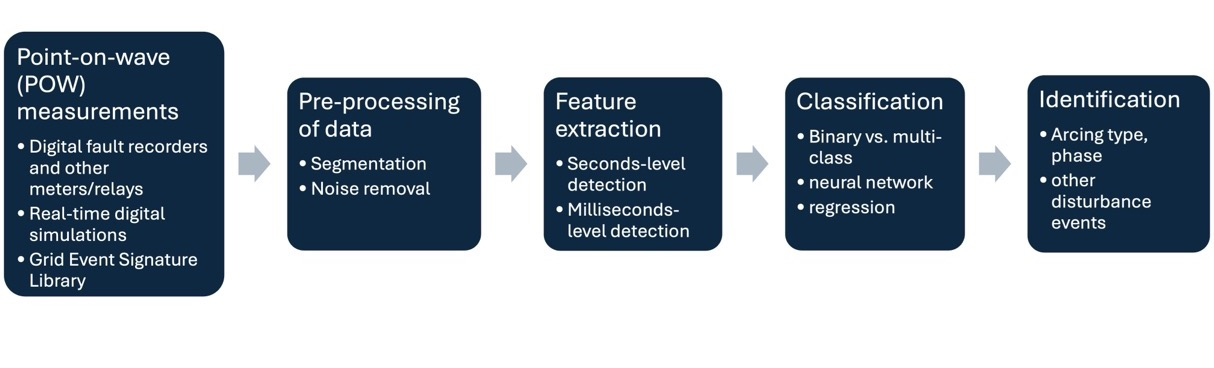 Point-on-wave
(POW)
measurements
• Digital fault recorders
and other
meters/relays
• Real-time digital
simulations
• Grid Event Signature
Library
Pre-processing
of data
• Segmentation
• Noise removal
Feature
extraction
• Seconds-level
detection
• Milliseconds-
level detection
Classification
• Binary vs. multi-
class
• neural network
• regression
Identification
• Arcing type,
phase
• other
disturbance
events